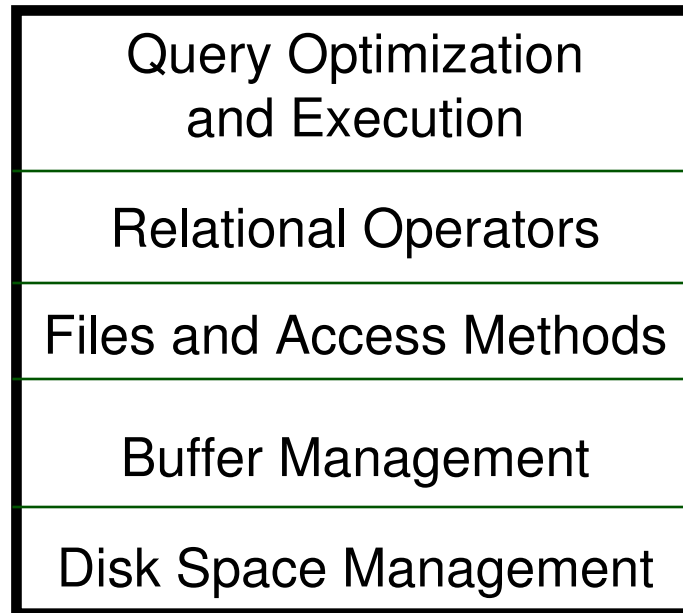 Query Optimization
and Execution
Relational Operators
Files and Access Methods
Buffer Management
Disk Space Management